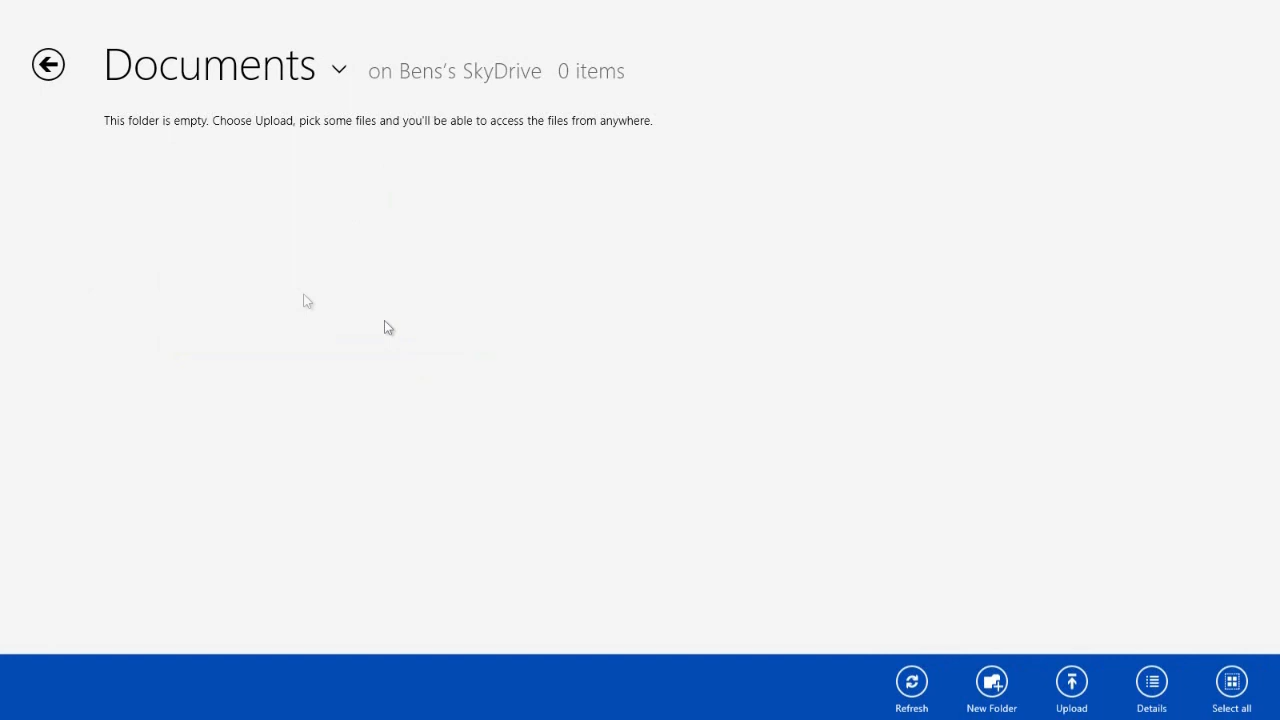 Documents on Bens's SkyDrive 0 items
This folder is empty. Choose Upload, pick some files and you'll be able to access the files from anywhere.
Refresh New Folder Upload Details Select all